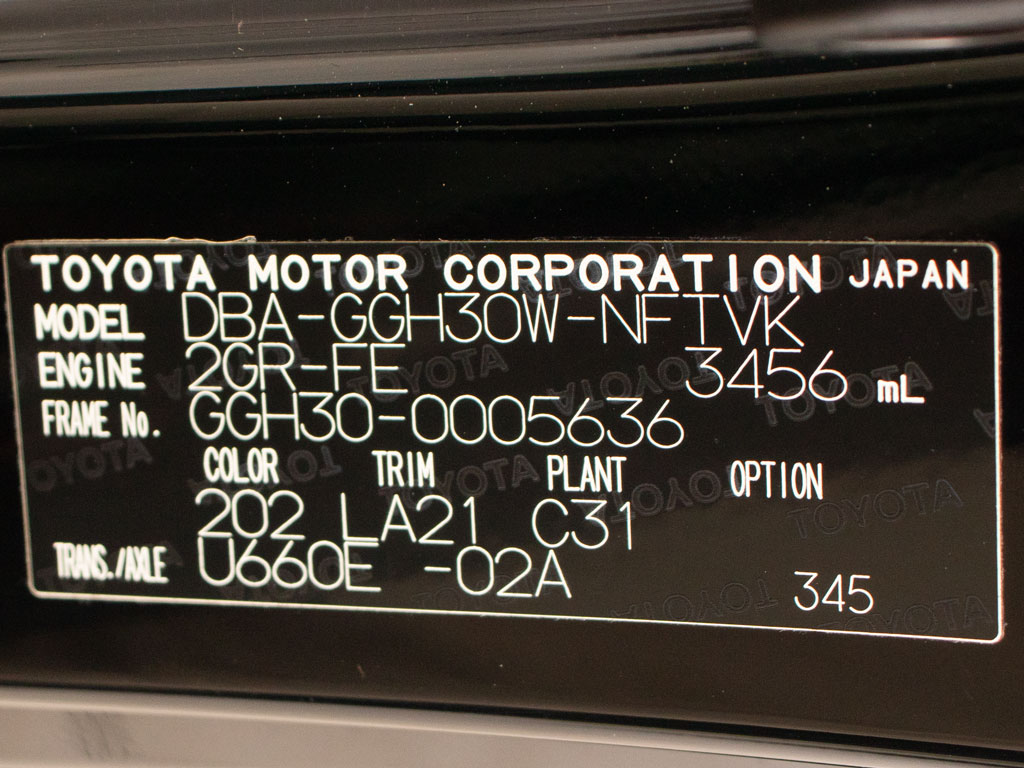 TOYOTA MOTOR CORPORATION JAPAN
MODEL DBA-GGH30W-NFTVK
ENGINE 2GR-FE 3456 mL
FRAME No. GGH30-0005636
COLOR TRIM PLANT OPTION
202 LA21 C31
TRANS./AXLE U660E -02A 345